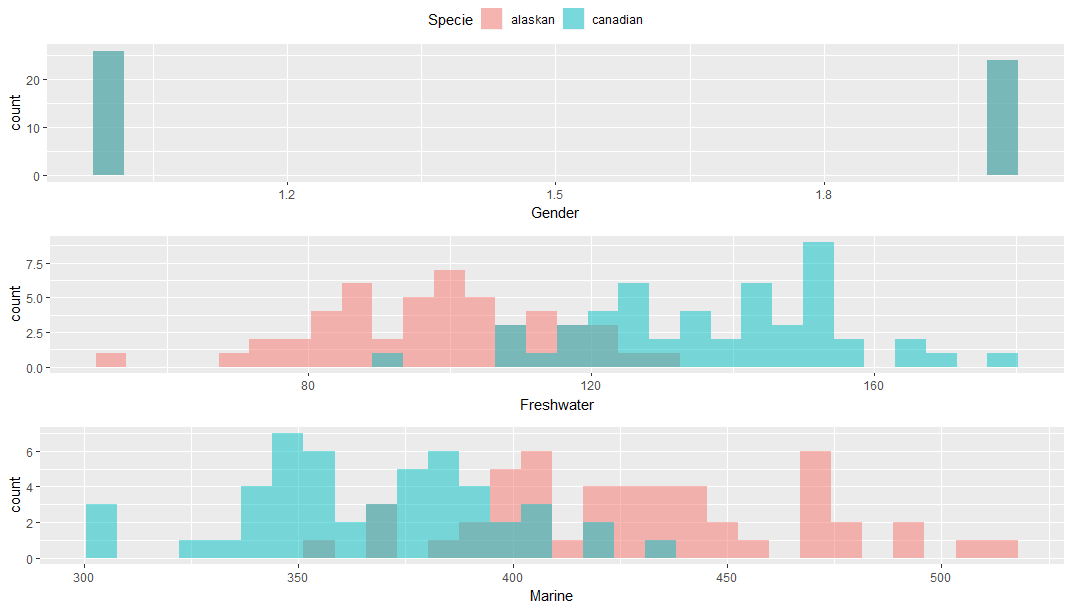 Specie alaskan canadian
20
10
0
count
1.2 1.5 1.8
Gender
7.5
5.0
2.5
0.0
count
80 120 160
Freshwater
6
4
2
0
count
300 350 400 450 500
Marine